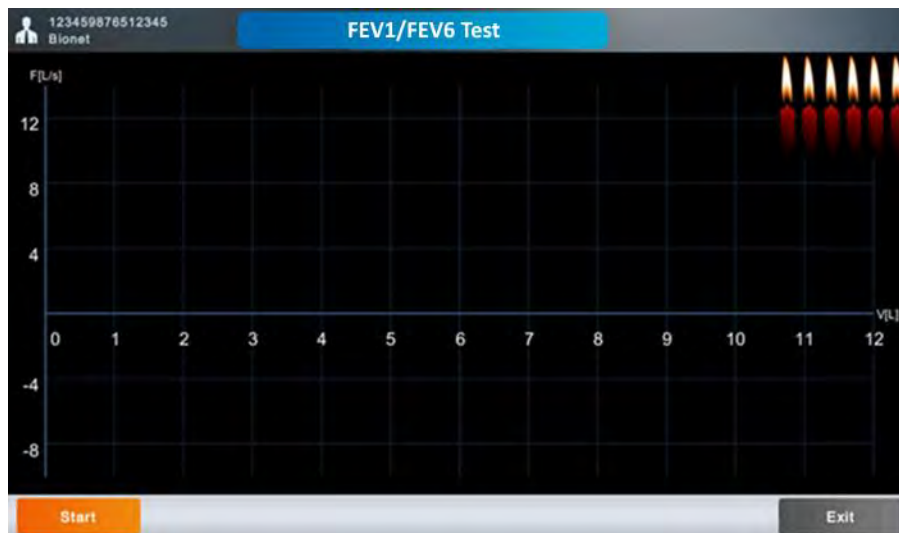 123459876512345
Bionet
FEV1/FEV6 Test
F[L/s]
12
8
4
V[L]
0 1 2 3 4 5 6 7 8 9 10 11 12
-4
-8
Start Exit